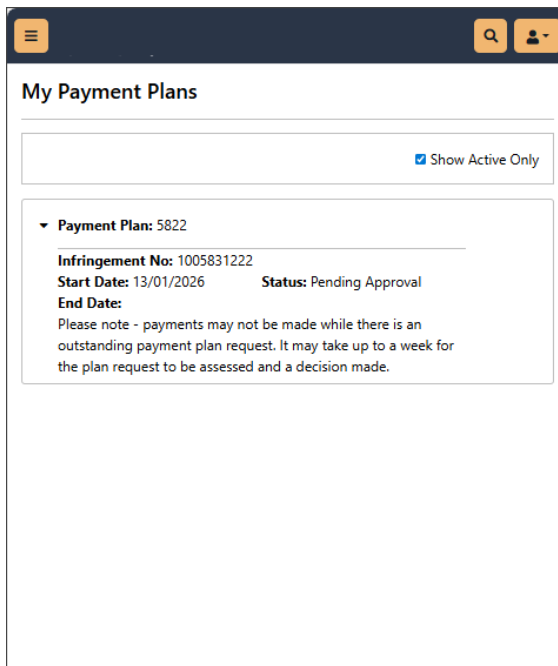 My Payment Plans
Show Active Only
Payment Plan: 5822
Infringement No: 1005831222
Start Date: 13/01/2026 Status: Pending Approval
End Date:
Please note - payments may not be made while there is an
outstanding payment plan request. It may take up to a week for
the plan request to be assessed and a decision made.